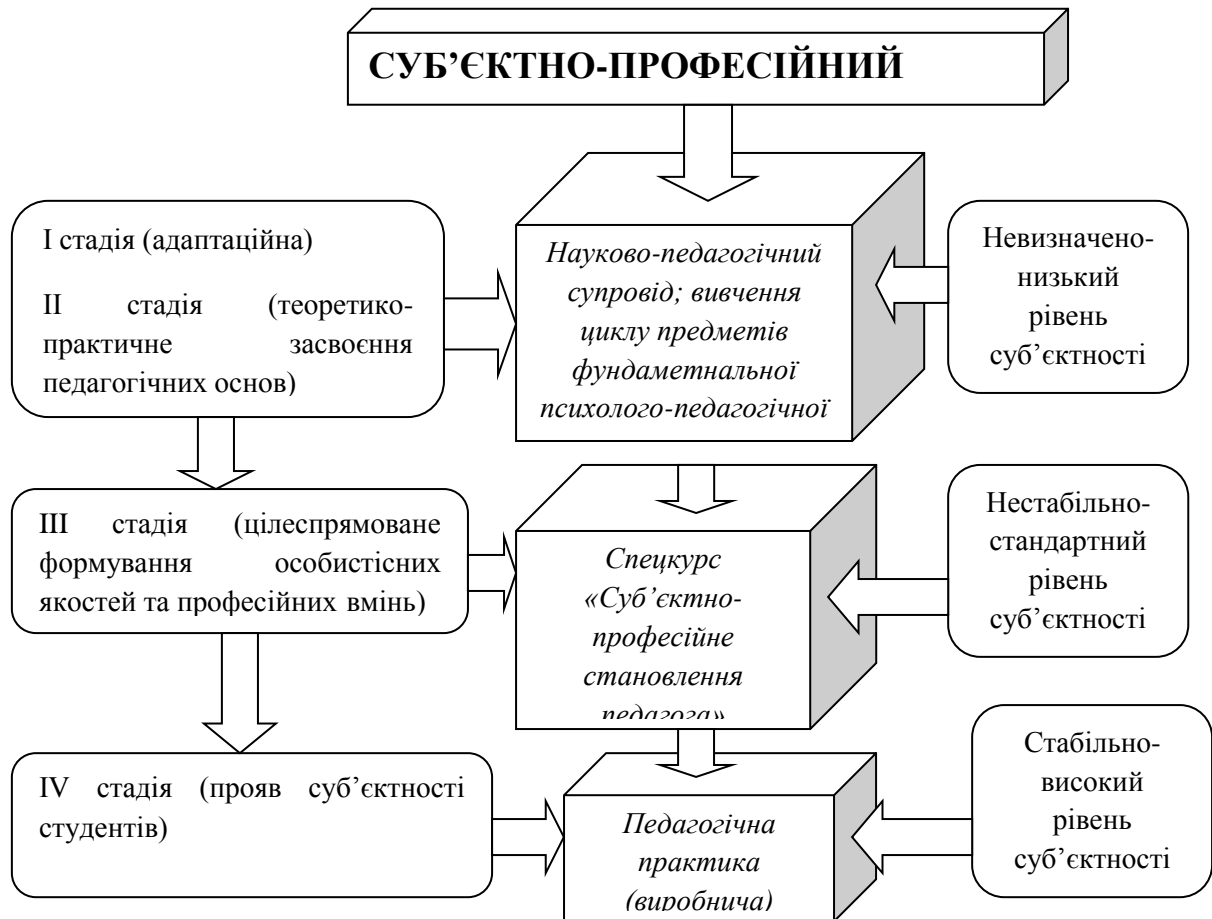 СУБ’ЄКТНО-ПРОФЕСІЙНИЙ
І стадія (адаптаційна)
ІІ стадія (теоретико-
практичне засвоєння
педагогічних основ)
Науково-педагогічний
супровід; вивчення
циклу предметів
фундаметнальної
психолого-педагогічної
Невизначено-
низький
рівень
суб’єктності
ІІІ стадія (цілеспрямоване
формування особистісних
якостей та професійних вмінь)
Спецкурс
«Суб’єктно-
професійне
становлення
педагога»
Нестабільно-
стандартний
рівень
суб’єктності
IV стадія (прояв суб’єктності
студентів)
Педагогічна
практика
(виробнича)
Стабільно-
високий
рівень
суб’єктності